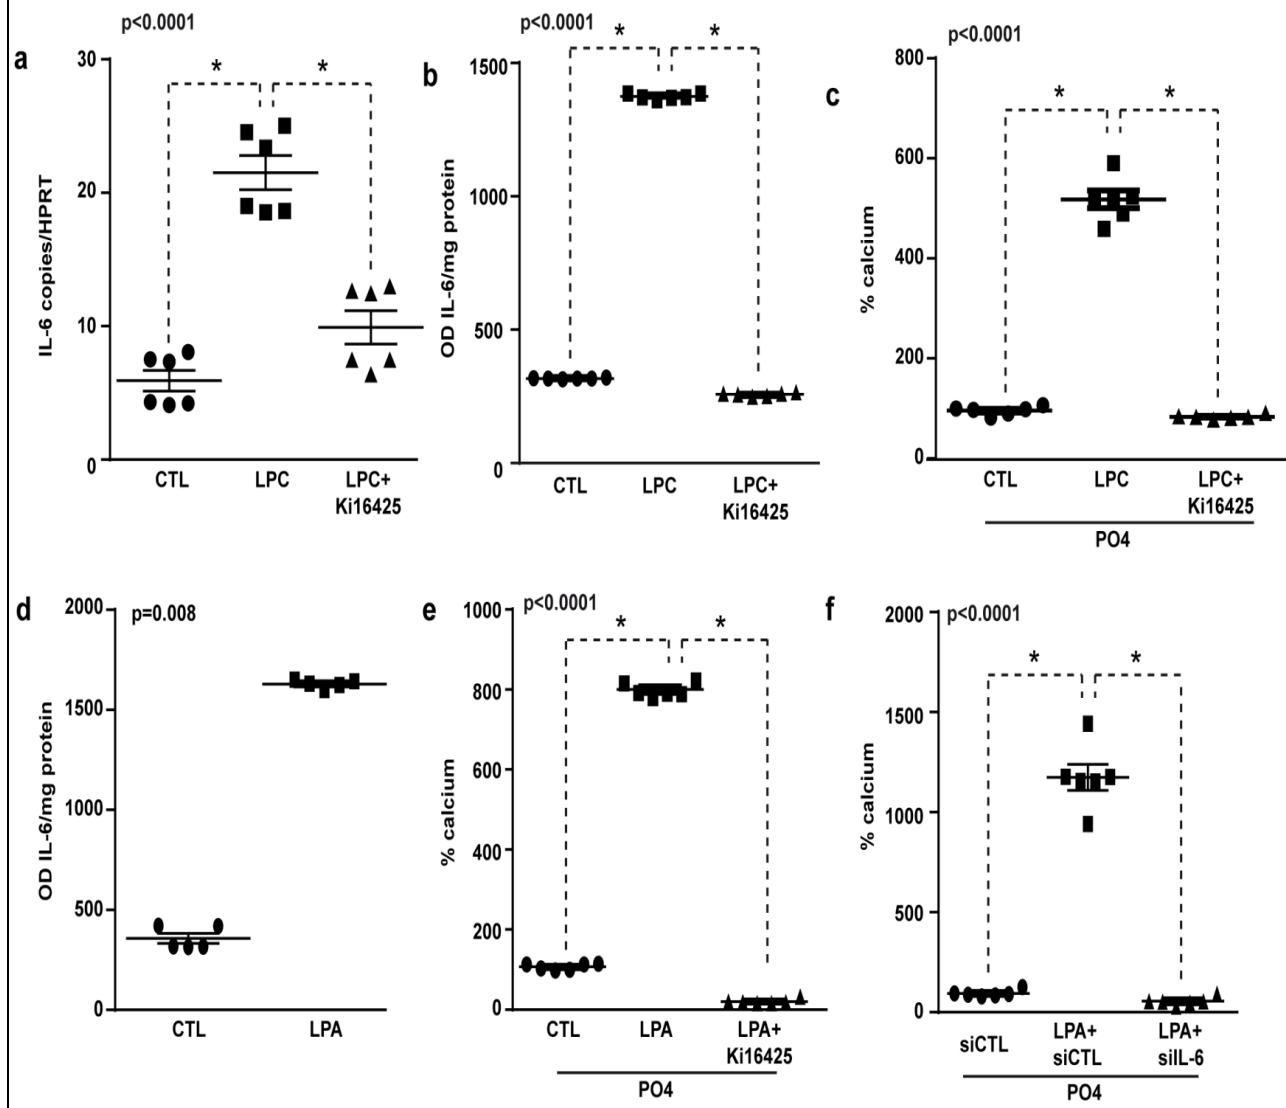 a
p<0.0001
* *
IL-6 copies/HPRT
30
20
10
0
CTL
LPC
LPC+
Ki16425
b
p<0.0001
* *
OD IL-6/mg protein
1500
1000
500
0
CTL
LPC
LPC+
Ki16425
c
p<0.0001
* *
% calcium
800
600
400
200
0
CTL
LPC
LPC+
Ki16425
PO4
d
p=0.008
OD IL-6/mg protein
2000
1500
1000
500
0
CTL
LPA
e
p<0.0001
* *
% calcium
1000
800
600
400
200
0
CTL
LPA
LPA+
Ki16425
PO4
f
p<0.0001
* *
% calcium
2000
1500
1000
500
0
siCTL
LPA+
siCTL
LPA+
siIL-6
PO4